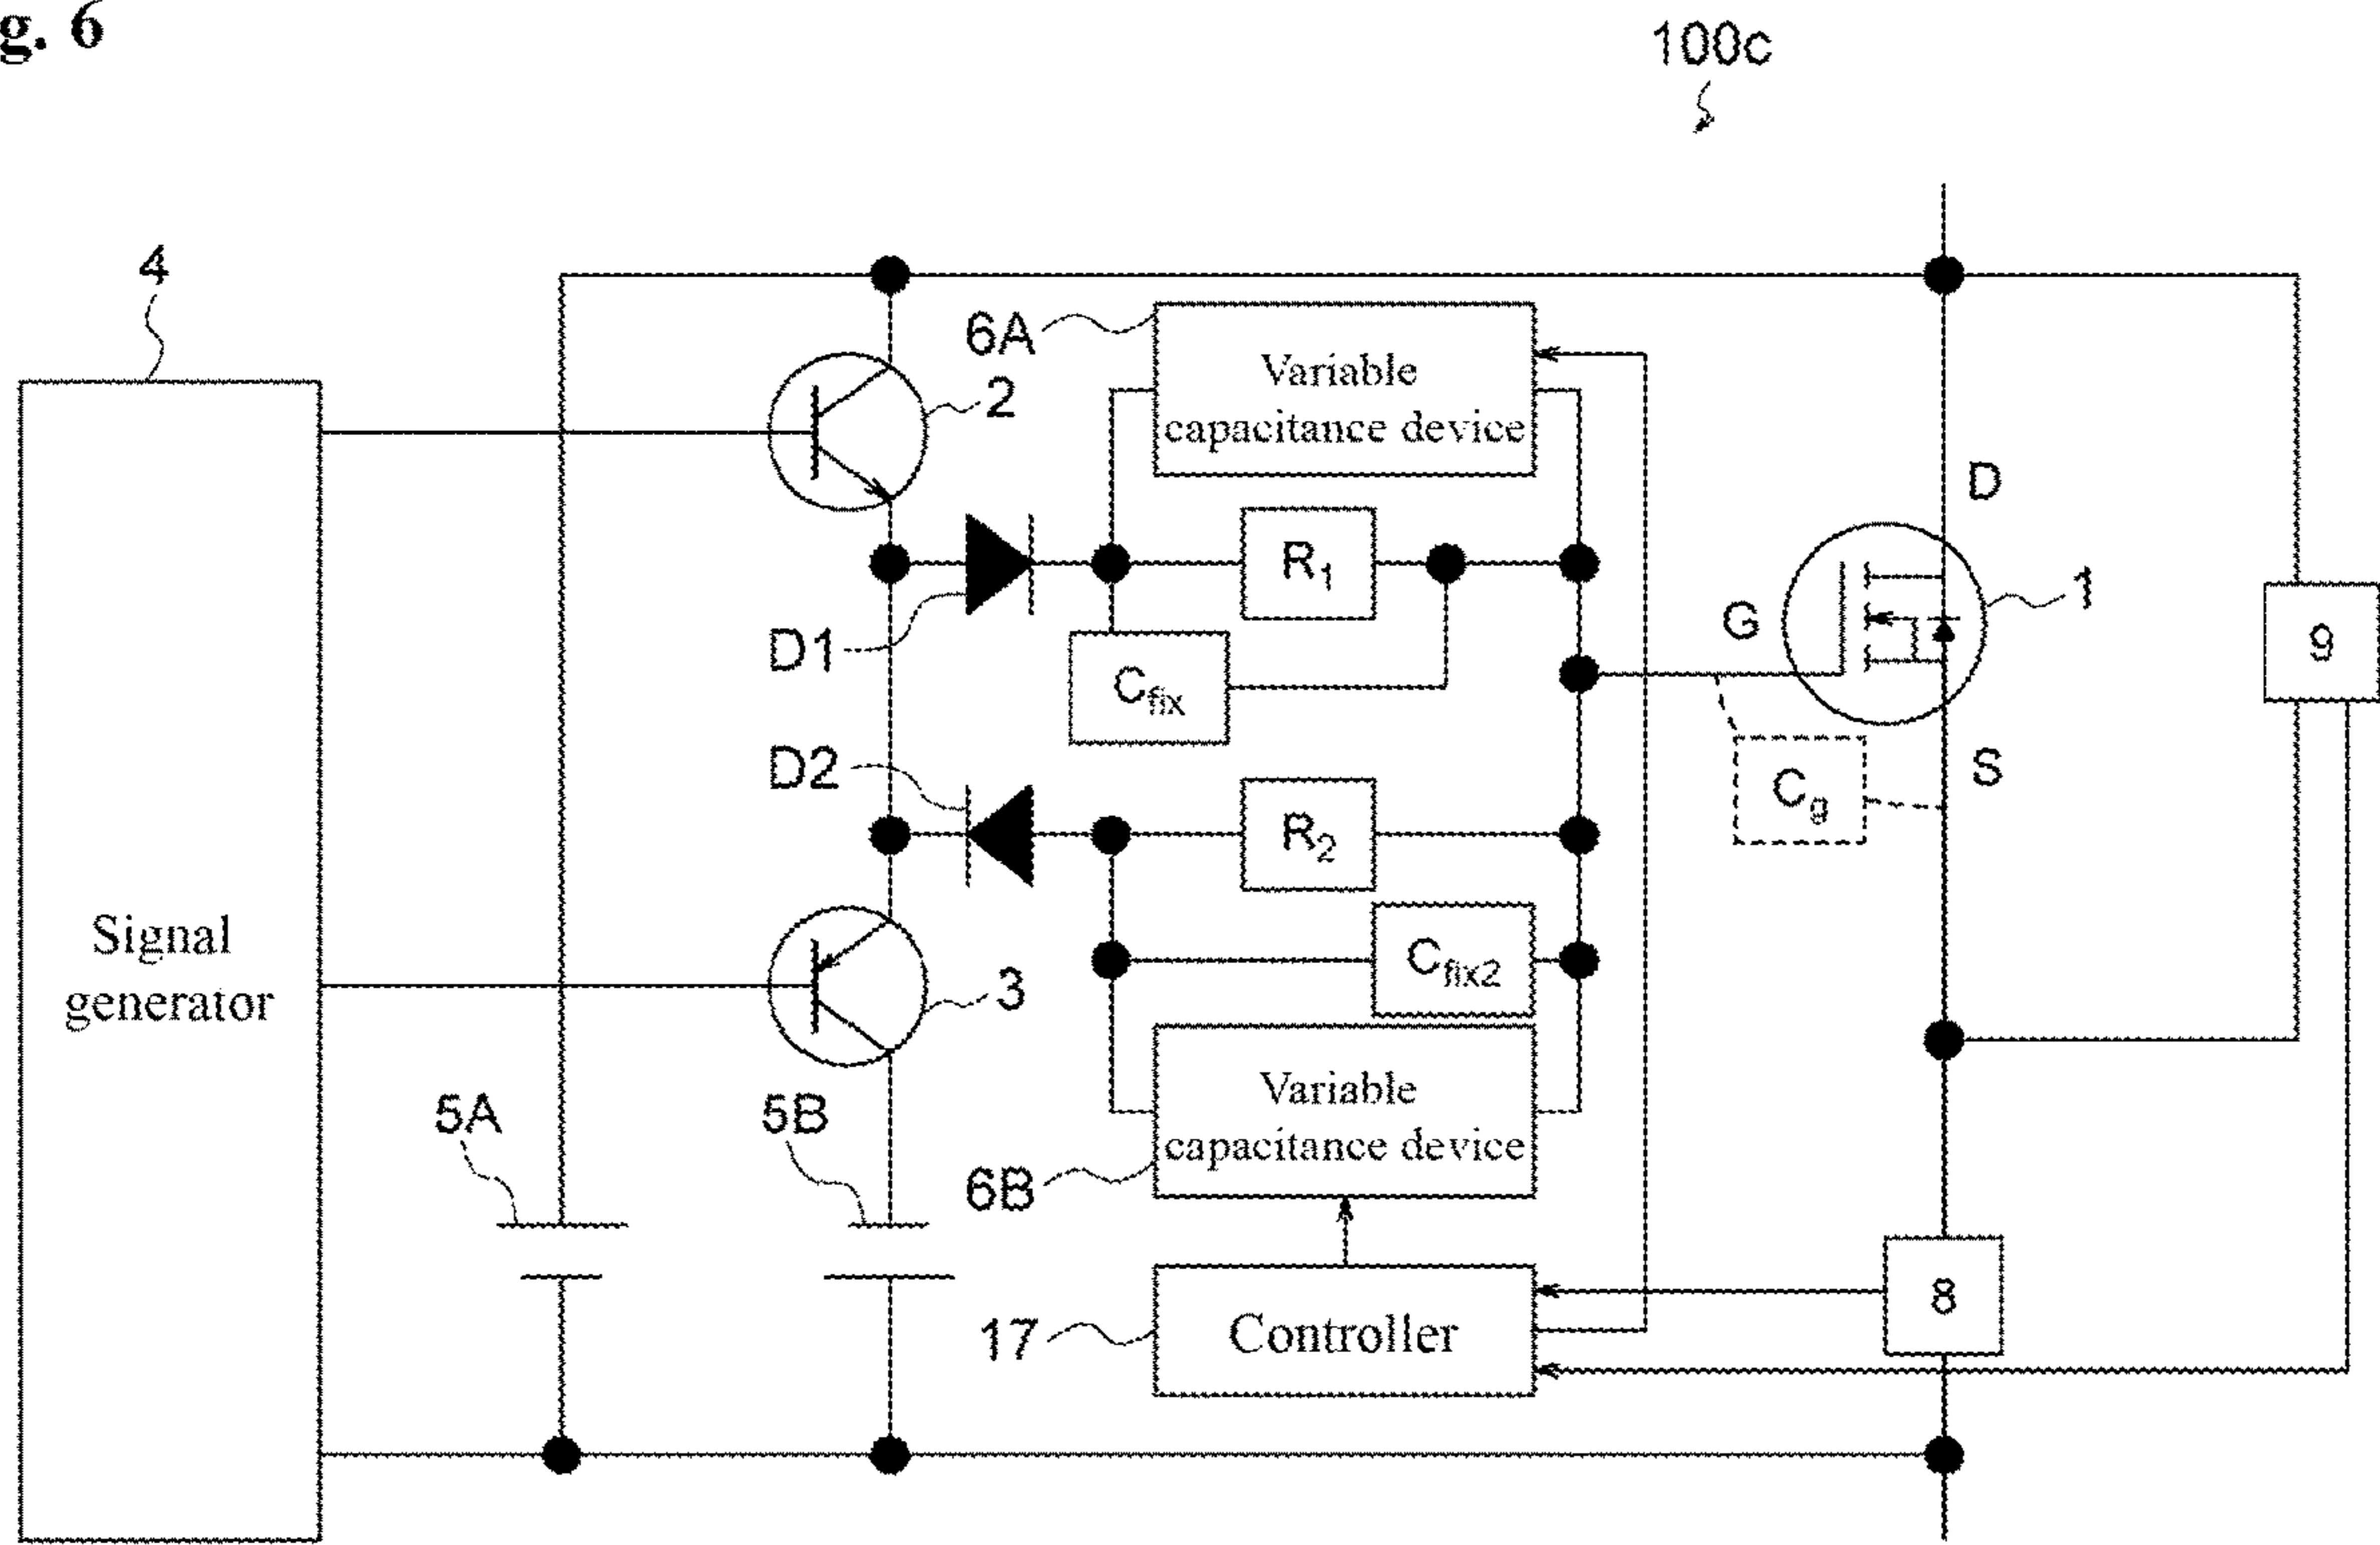 g. 6
100c
4
6A
Variable
capacitance device
2
D
R1
D1
G
1
9
Cfix
D2
Cg
S
R2
Signal
generator
Cfix2
3
5A
5B
Variable
capacitance device
6B
8
17
Controller